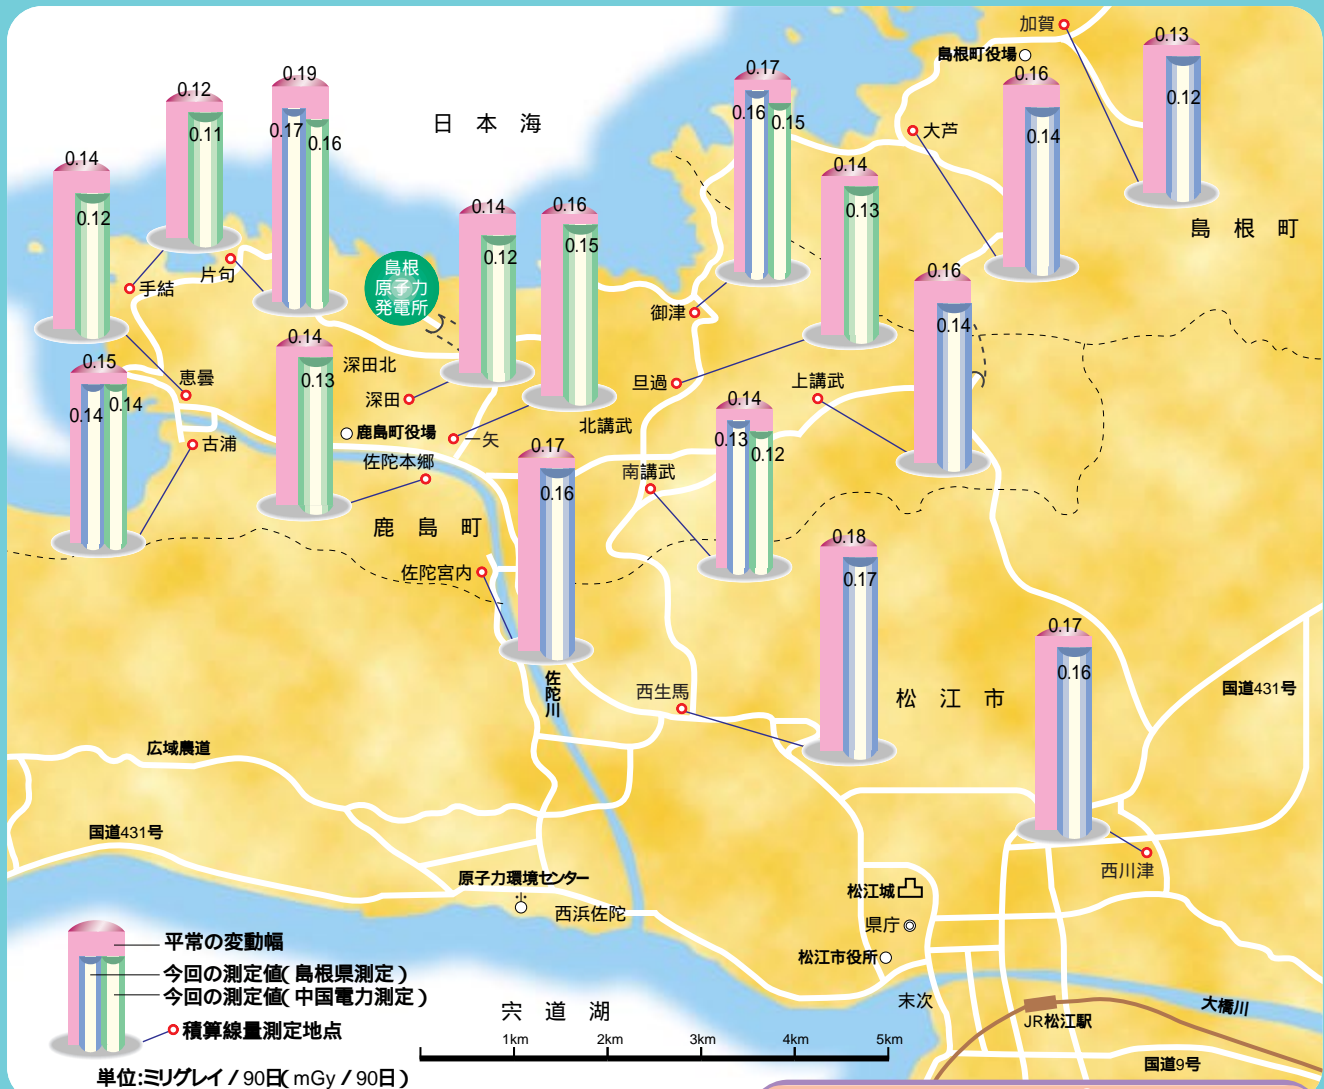 加賀
島根町役場
0.13
0.12
0.16
0.14
大芦
島　根　町
0.17
0.16
0.15
0.19
0.17
0.16
0.12
0.11
0.14
0.12
日　本　海
0.14
0.13
0.14
0.12
0.16
0.15
島根
原子力
発電所
手結
片句
御津
0.16
0.14
0.14
0.13
深田北
深田
恵曇
0.15
0.14
0.14
旦過
上講武
0.14
0.13
0.12
鹿島町役場
一矢
北講武
古浦
佐陀本郷
0.17
0.16
南講武
鹿　島　町
佐陀宮内
0.18
0.17
0.17
0.16
佐陀川
西生馬
松　江　市
国道431号
広域農道
国道431号
西川津
原子力環境センター
西浜佐陀
松江城
県庁
松江市役所
末次
大橋川
JR松江駅
国道9号
宍　道　湖
平常の変動幅
今回の測定値(島根県測定)
今回の測定値(中国電力測定)
積算線量測定地点
1km
2km
3km
4km
5km
単位:ミリグレイ / 90日(mGy / 90日)